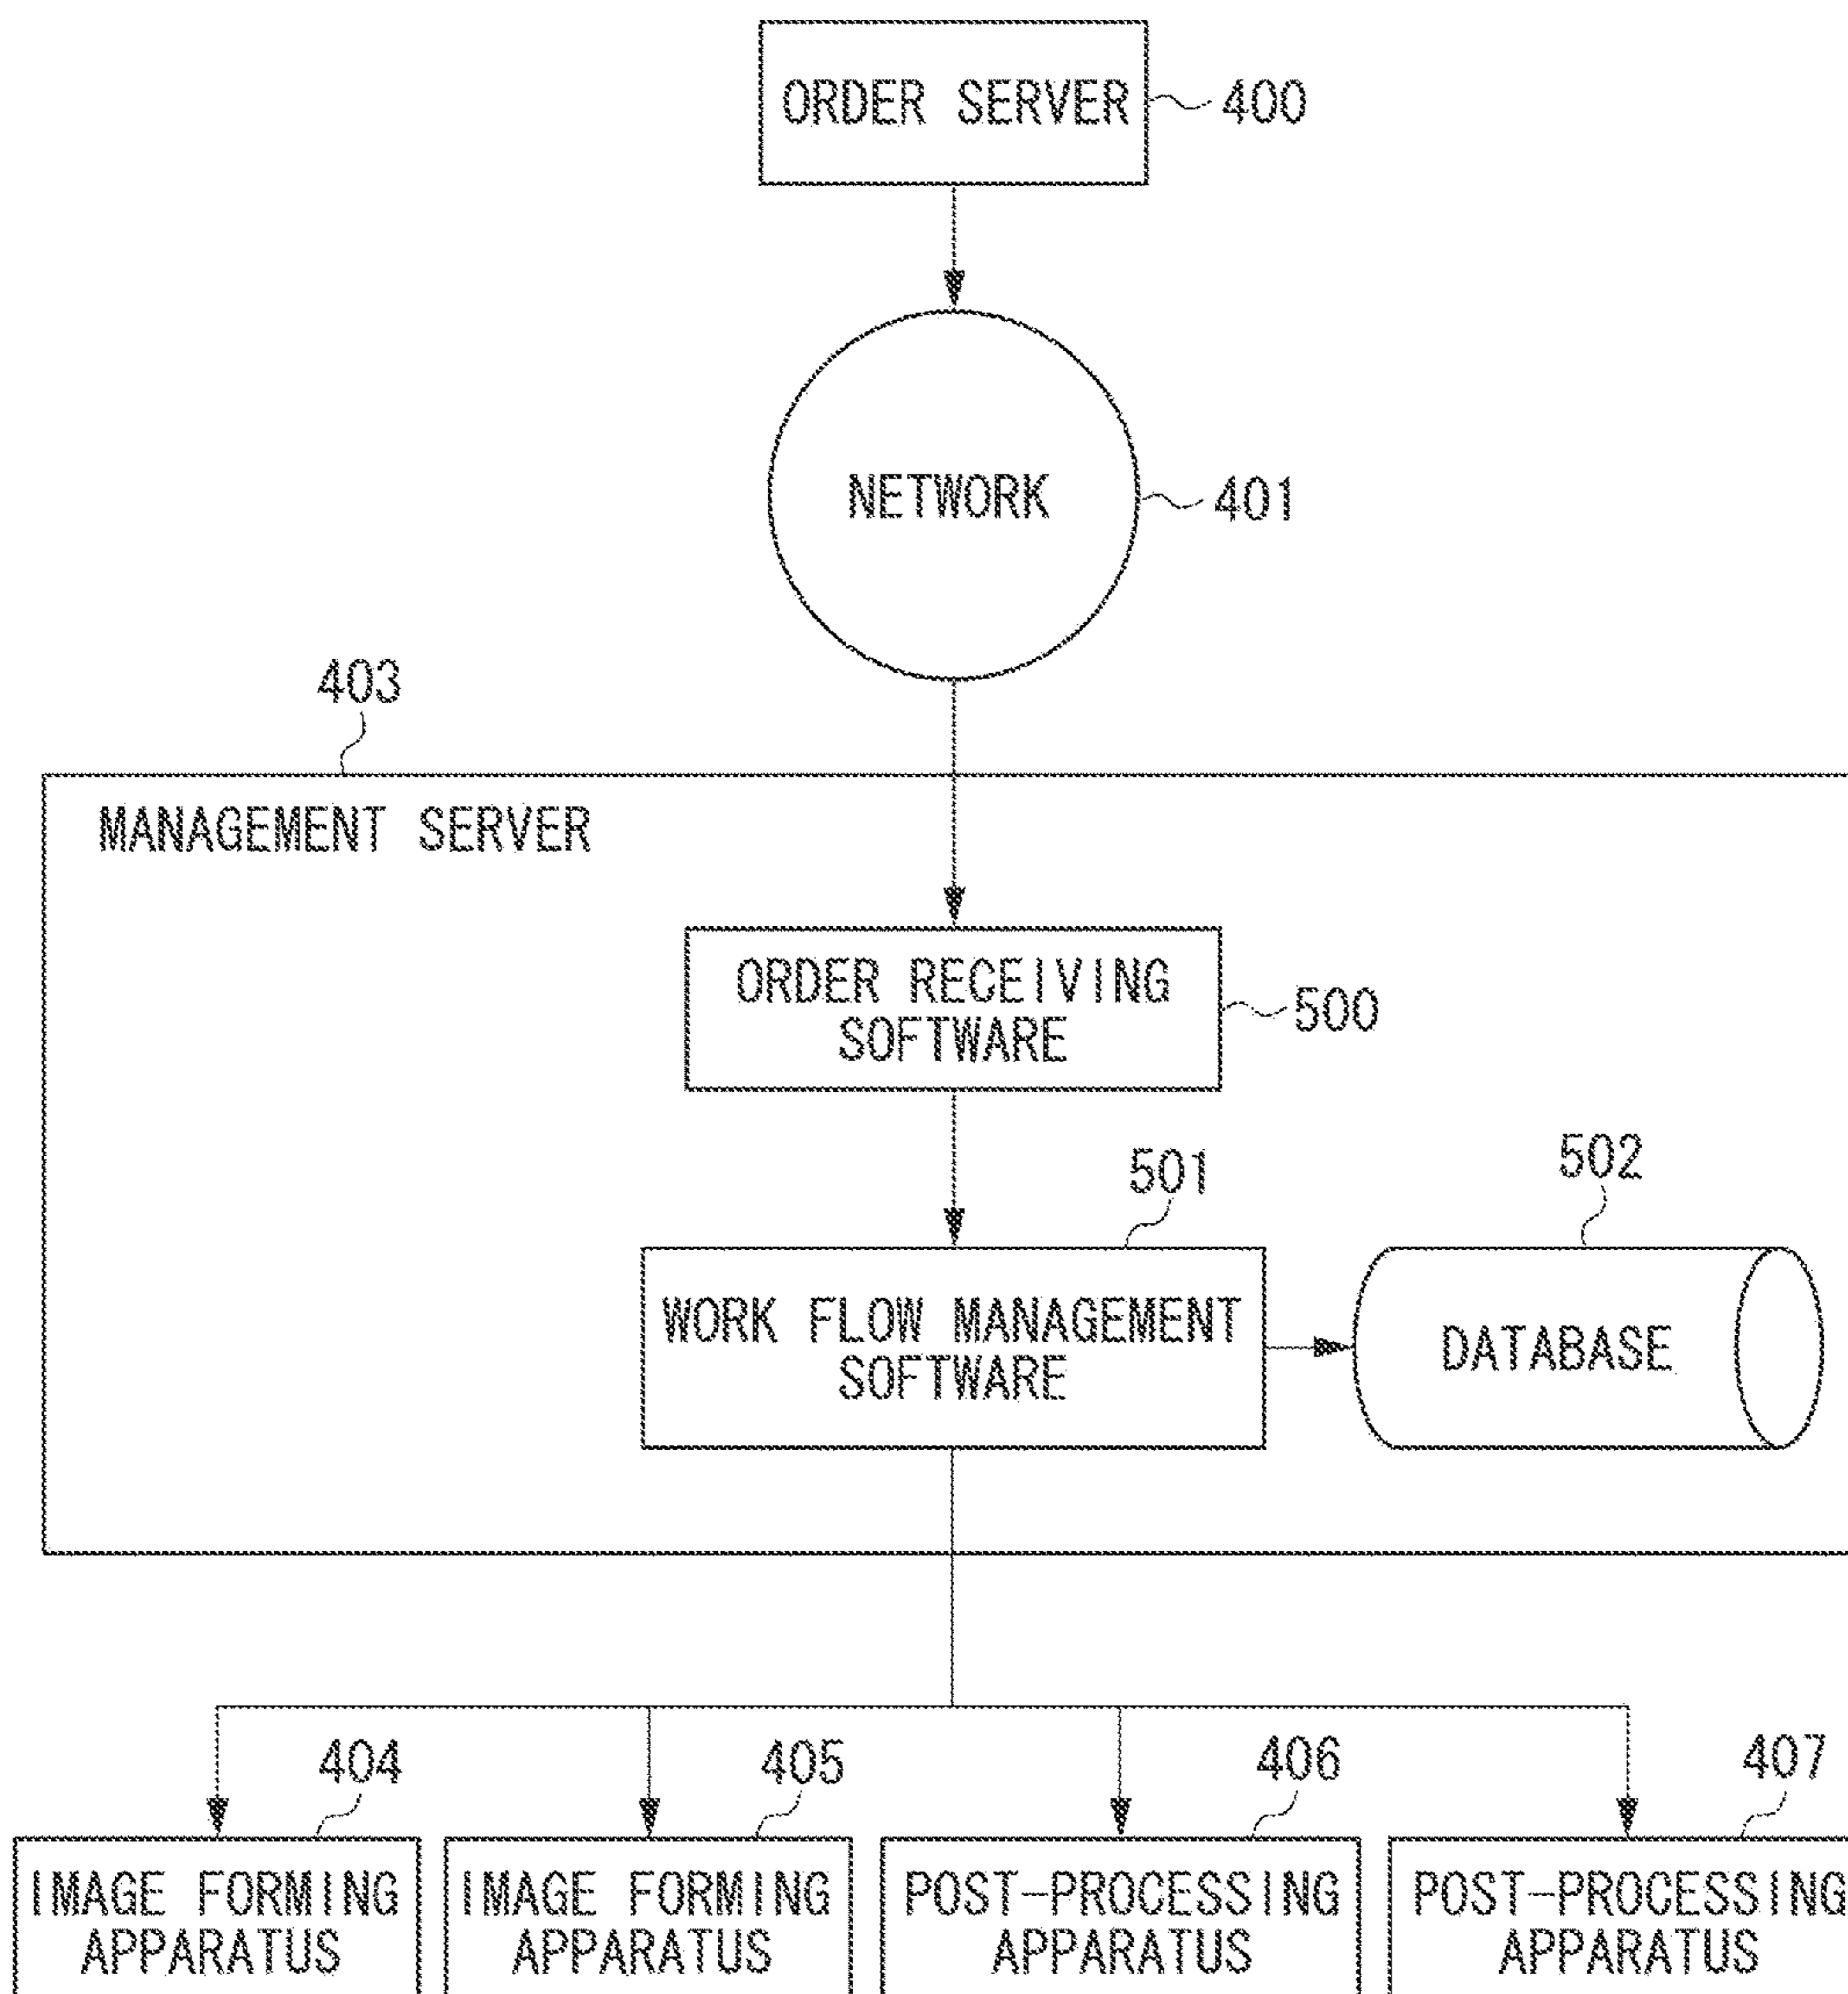 ORDER SERVER
400
NETWORK
401
403
MANAGEMENT SERVER
ORDER RECEIVING
SOFTWARE
500
501
502
WORK FLOW MANAGEMENT
SOFTWARE
DATABASE
404
405
406
407
IMAGE FORMING
APPARATUS
IMAGE FORMING
APPARATUS
POST-PROCESSING
APPARATUS
POST-PROCESSING
APPARATUS